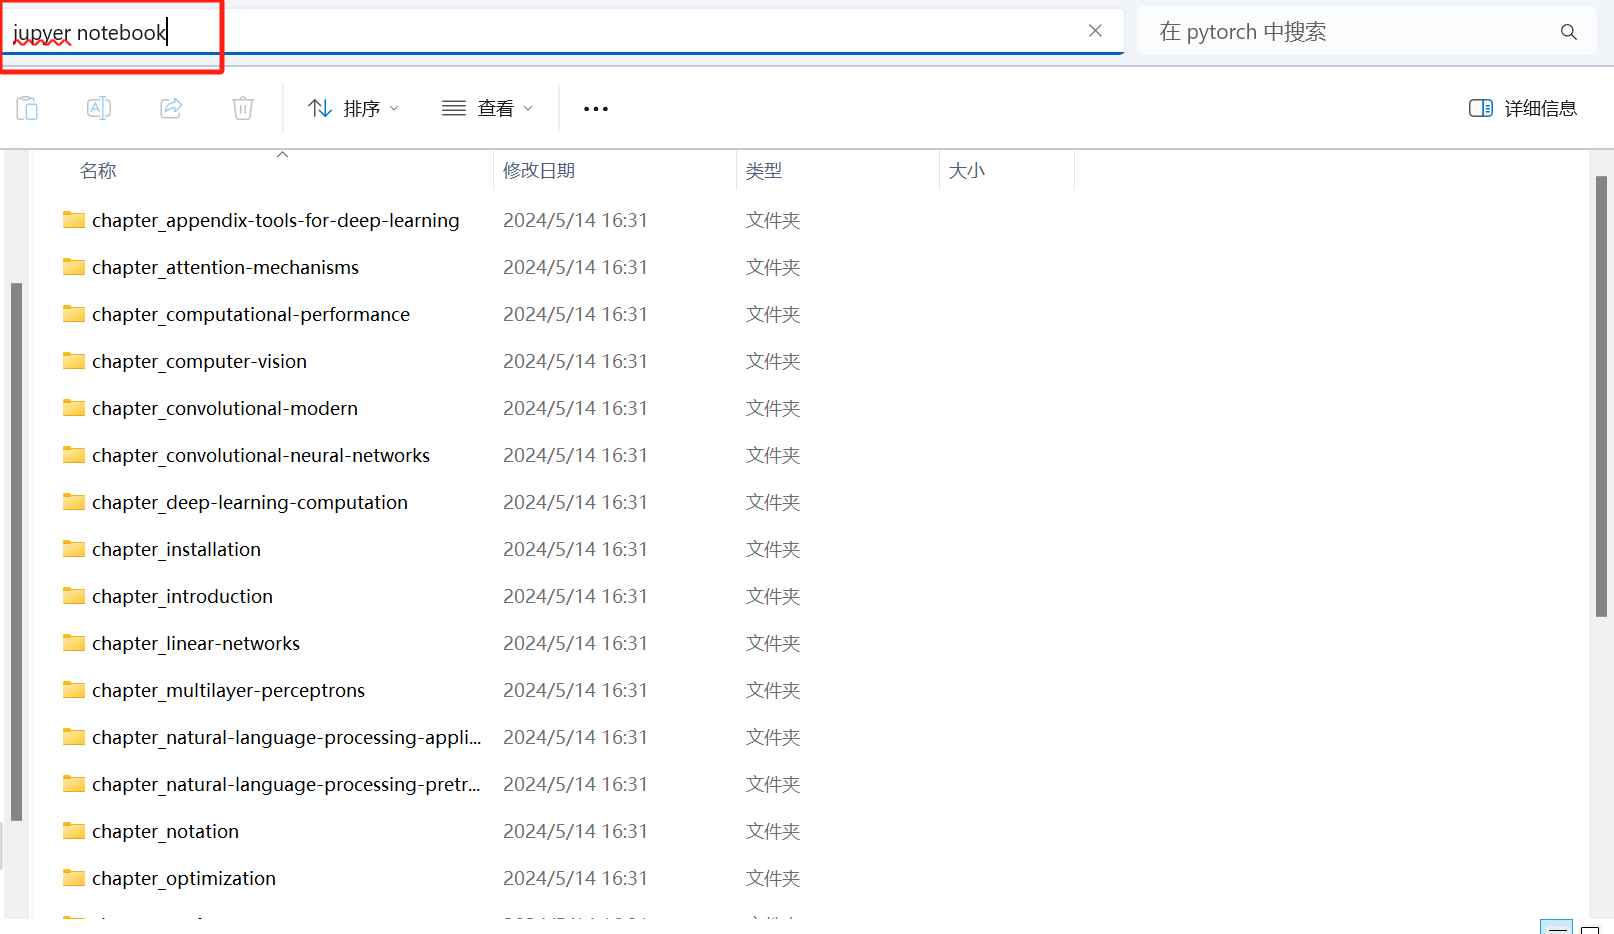 jupyer notebook
在 pytorch 中搜索
排序
查看
详细信息
名称 修改日期 类型 大小
chapter_appendix-tools-for-deep-learning 2024/5/14 16:31 文件夹
chapter_attention-mechanisms 2024/5/14 16:31 文件夹
chapter_computational-performance 2024/5/14 16:31 文件夹
chapter_computer-vision 2024/5/14 16:31 文件夹
chapter_convolutional-modern 2024/5/14 16:31 文件夹
chapter_convolutional-neural-networks 2024/5/14 16:31 文件夹
chapter_deep-learning-computation 2024/5/14 16:31 文件夹
chapter_installation 2024/5/14 16:31 文件夹
chapter_introduction 2024/5/14 16:31 文件夹
chapter_linear-networks 2024/5/14 16:31 文件夹
chapter_multilayer-perceptrons 2024/5/14 16:31 文件夹
chapter_natural-language-processing-appli... 2024/5/14 16:31 文件夹
chapter_natural-language-processing-pretr... 2024/5/14 16:31 文件夹
chapter_notation 2024/5/14 16:31 文件夹
chapter_optimization 2024/5/14 16:31 文件夹